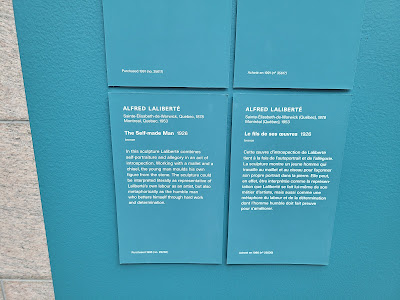 Purchased 1991
Acheté en 1991
ALFRED LALIBERTÉ
Sainte-Élisabeth-de-Warwick, Quebec, 1878
Montreal, Quebec, 1953
The Self-made Man 1926
bronze
In this sculpture Laliberté combines
self portraiture and allegory in an act of
introspection. Working with a mallet and a
chisel, the young man moulds his own
figure from the stone. The sculpture could
be interpreted literally as representative of
Laliberté's own labour as an artist, but also
metaphorically as the humble man
who betters himself through hard work
and determination.
Purchased
ALFRED LALIBERTÉ
Sainte-Élisabeth-de-Warwick (Québec), 1878
Montréal (Québec), 1953
Le fils de ses œuvres 1926
bronze
Cette œuvre d'introspection de Laliberté
tient à la fois de l'autoportrait et de l'allégorie.
La sculpture montre un jeune homme qui
travaille au maillet et au ciseau pour façonner
son propre portrait dans la pierre. Elle peut,
en effet, être interprétée comme la représen-
tation que Laliberté se fait lui-même de son
métier d'artiste, mais aussi comme une
métaphore du labeur et de la détermination
dont l'homme humble doit faire preuve
pour s'améliorer.
Acheté en